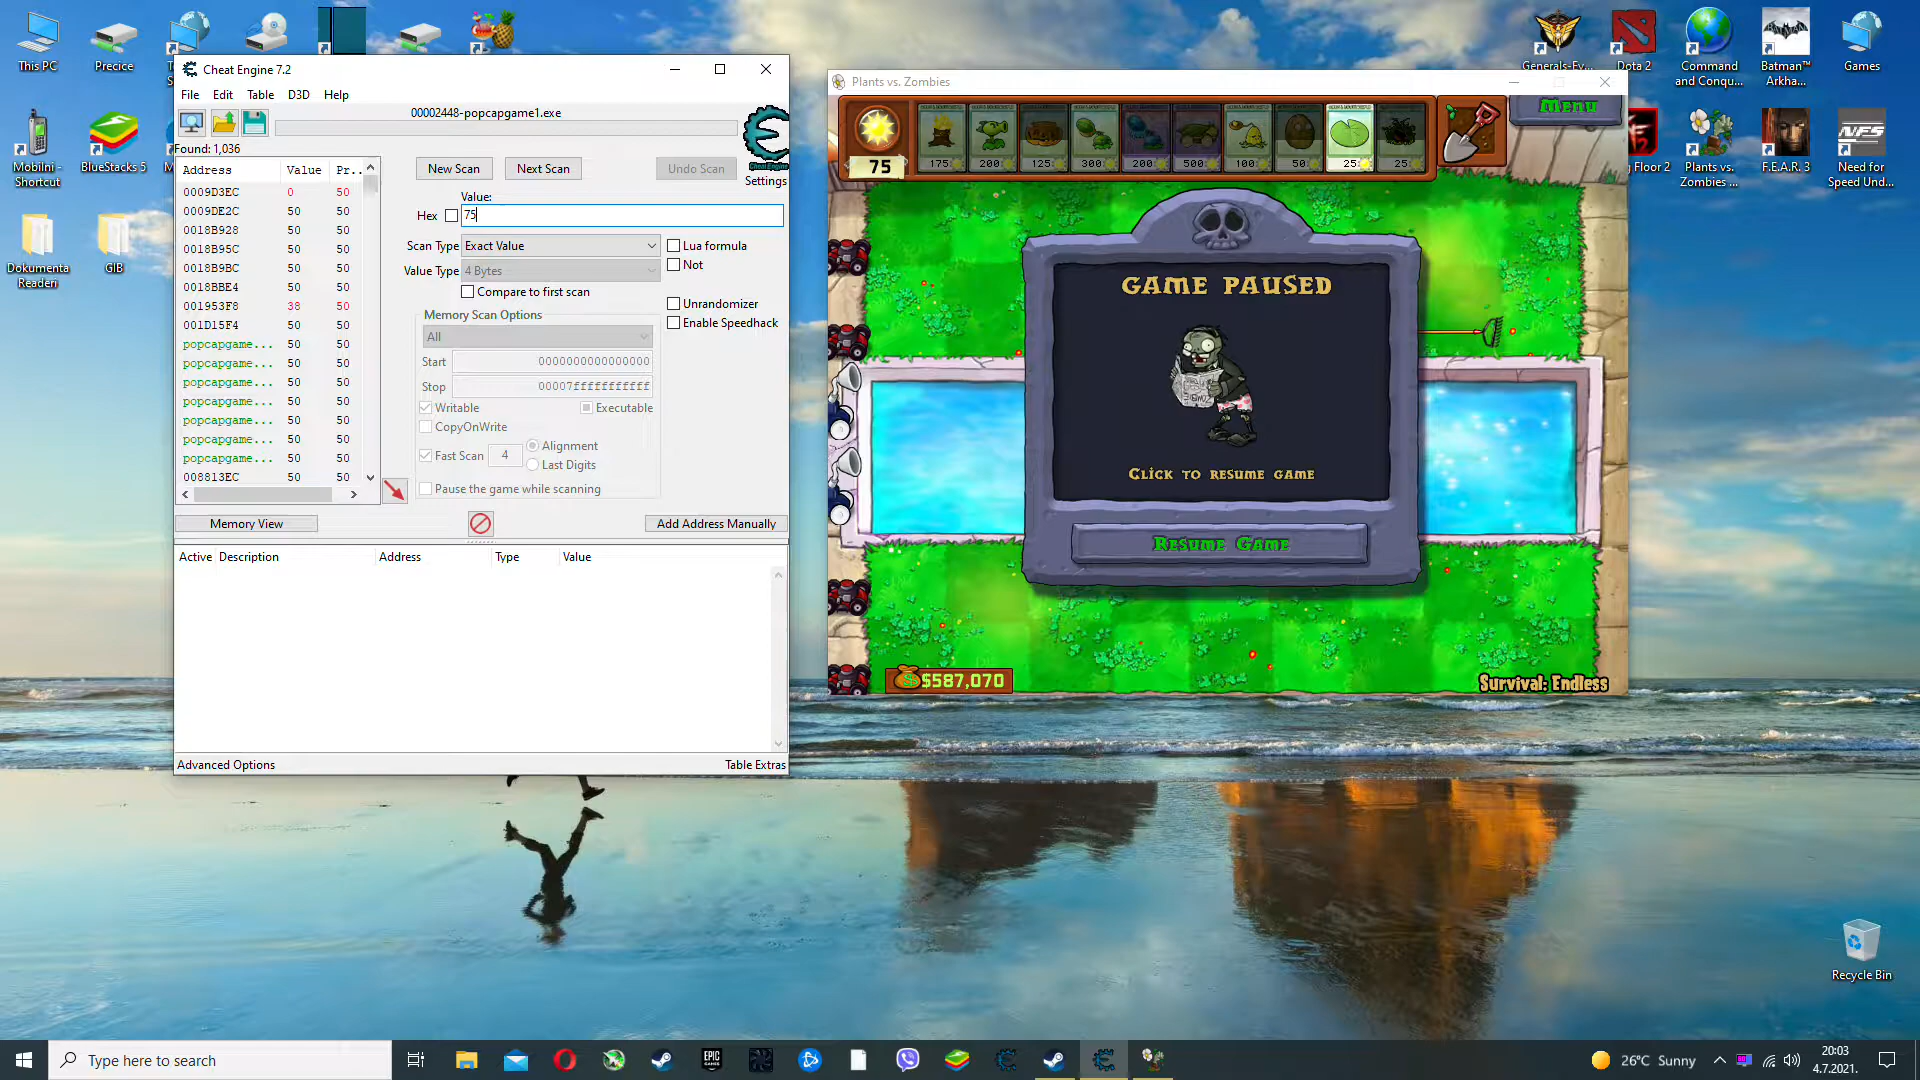 This PC
Precice
Cheat Engine 7.2
File Edit Table D3D Help
00002448-popcapgame1.exe
Found: 1,036
Cheat Engine
Settings
Address Value Pr..
0009D3EC 0 50
0009DE2C 50 50
0018B928 50 50
0018B95C 50 50
0018B9BC 50 50
0018BBE4 50 50
001953F8 38 50
001D15F4 50 50
popcapgame... 50 50
popcapgame... 50 50
popcapgame... 50 50
popcapgame... 50 50
popcapgame... 50 50
popcapgame... 50 50
popcapgame... 50 50
008813EC 50 50
New Scan Next Scan Undo Scan
Value:
Hex 75
Scan Type Exact Value
Lua formula
Value Type 4 Bytes
Not
Compare to first scan
Unrandomizer
Enable Speedhack
Memory Scan Options
All
Start 0000000000000000
Stop 00007fffffffffff
Writable Executable
CopyOnWrite
Fast Scan 4 Alignment
Last Digits
Pause the game while scanning
Memory View
Add Address Manually
Active Description Address Type Value
Advanced Options Table Extras
Mobilni -
Shortcut
BlueStacks 5
Dokumenta
Readeri
GIB
Plants vs. Zombies
75
175 200 125 300 200 500 100 50 25 25
Menu
GAME PAUSED
CLICK TO RESUME GAME
RESUME GAME
$587,070
Survival: Endless
Generals-Ev...
Dota 2
Command
and Conqu...
Batman™
Arkha...
Games
g Floor 2
Plants vs.
Zombies ...
F.E.A.R. 3
NFS
Need for
Speed Und...
Recycle Bin
Type here to search
EPIC
GAMES
26°C Sunny
20:03
4.7.2021.